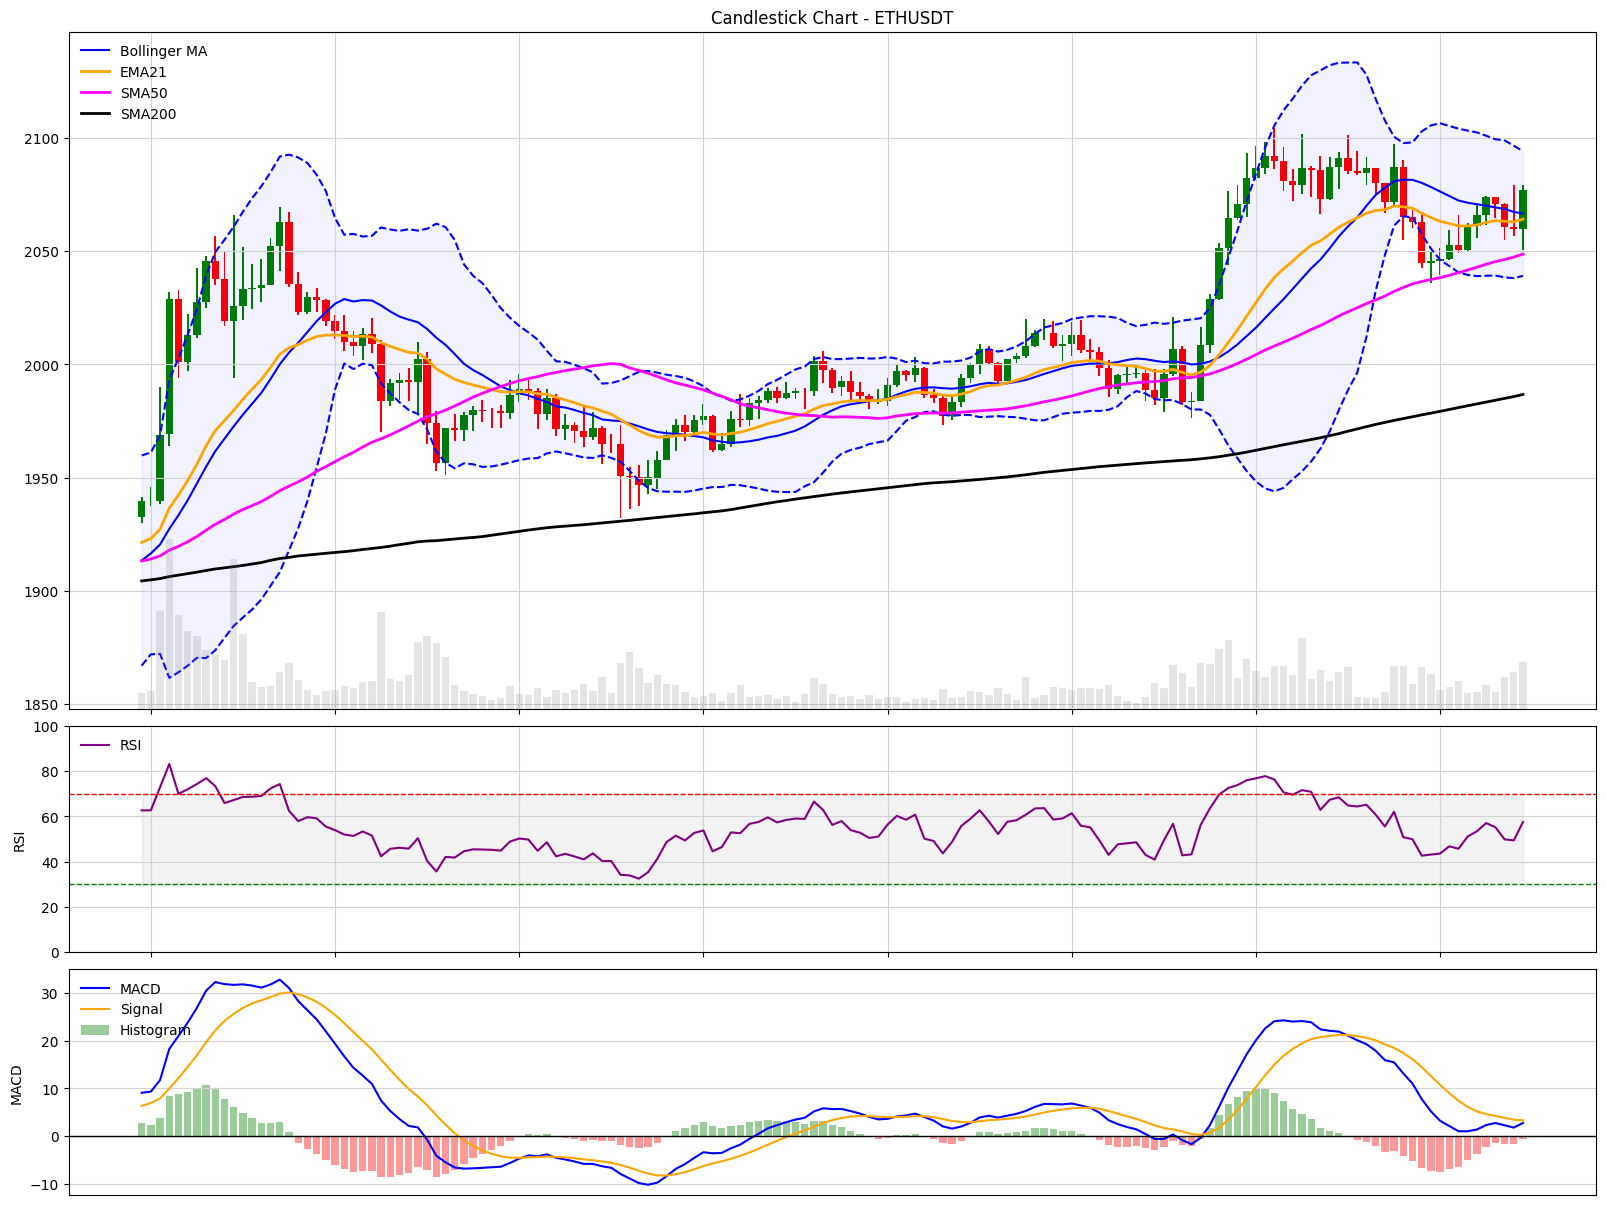 Candlestick Chart - ETHUSDT
Bollinger MA
EMA21
SMA50
SMA200
2100
2050
2000
1950
1900
1850
100
80
60
40
20
0
RSI
RSI
30
20
10
0
−10
MACD
MACD
Signal
Histogram